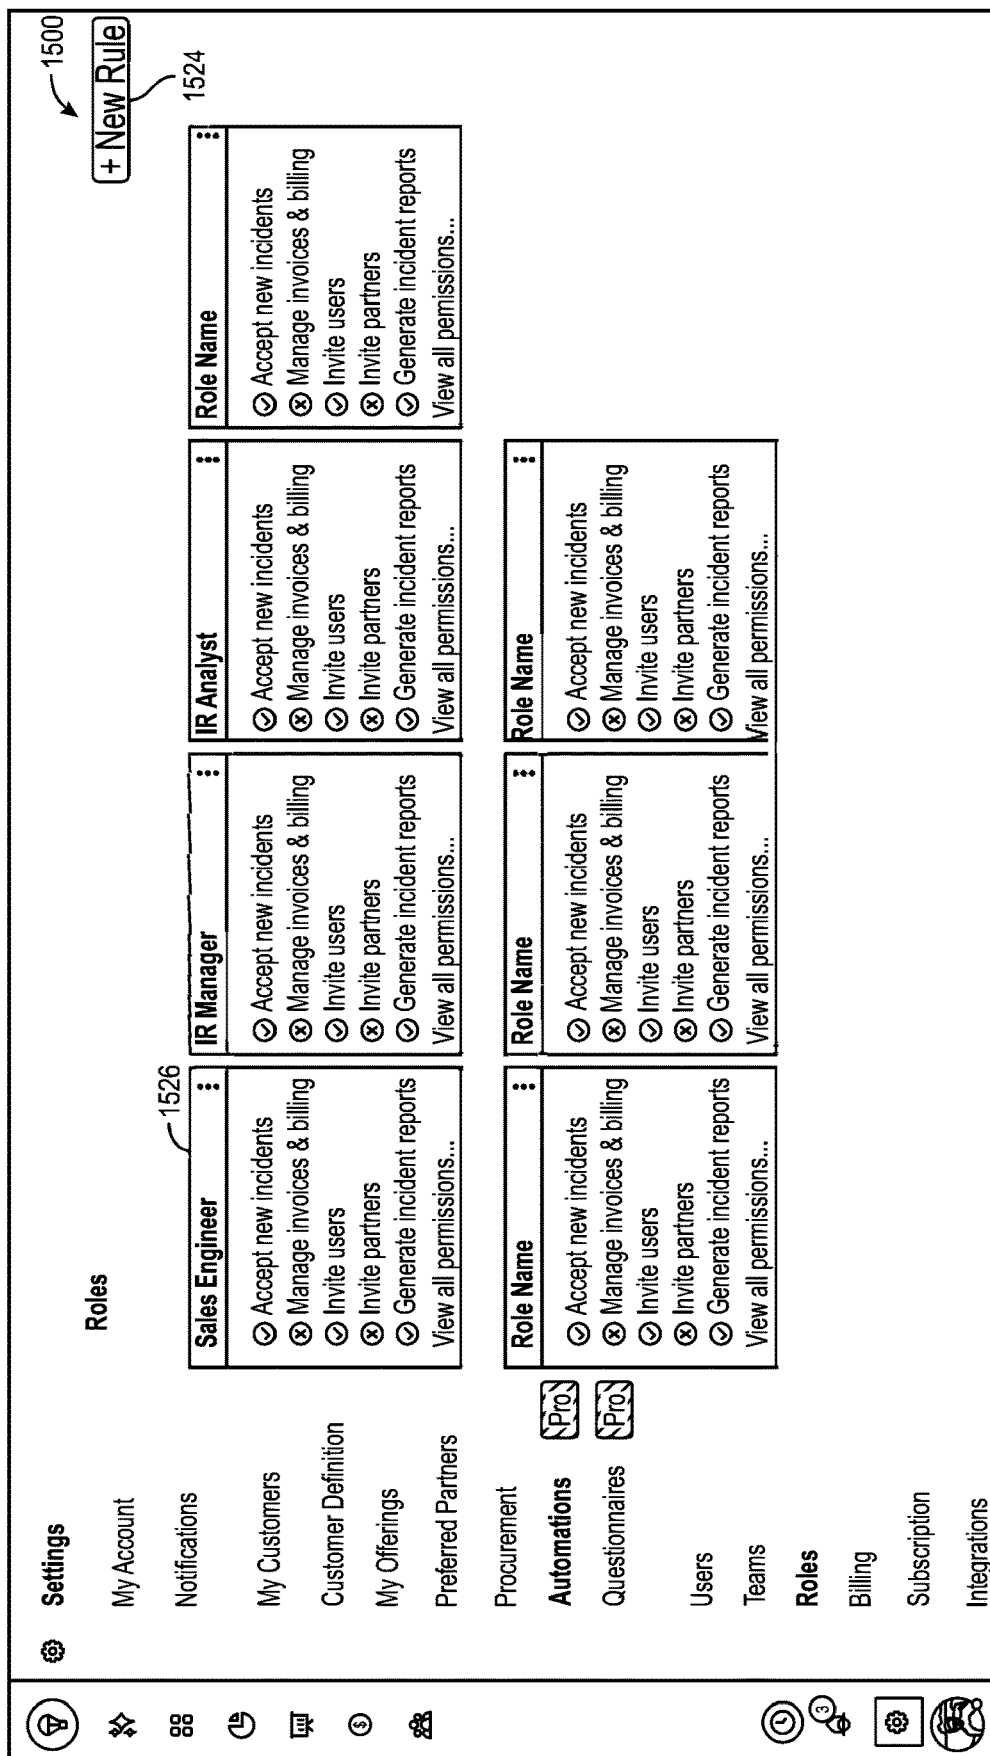 1500
Settings
My Account
Notifications
My Customers
Customer Definition
My Offerings
Preferred Partners
Procurement
Automations
Pro
Questionnaires
Pro
Users
Teams
Roles
Billing
Subscription
Integrations
3
Roles
+ New Rule
1524
1526
Sales Engineer
Accept new incidents
Manage invoices & billing
Invite users
Invite partners
Generate incident reports
View all permissions...
IR Manager
Accept new incidents
Manage invoices & billing
Invite users
Invite partners
Generate incident reports
View all permissions...
IR Analyst
Accept new incidents
Manage invoices & billing
Invite users
Invite partners
Generate incident reports
View all permissions...
Role Name
Accept new incidents
Manage invoices & billing
Invite users
Invite partners
Generate incident reports
View all pemissions...
Role Name
Accept new incidents
Manage invoices & billing
Invite users
Invite partners
Generate incident reports
View all permissions...
Role Name
Accept new incidents
Manage invoices & billing
Invite users
Invite partners
Generate incident reports
View all permissions...
Role Name
Accept new incidents
Manage invoices & billing
Invite users
Invite partners
Generate incident reports
View all permissions...